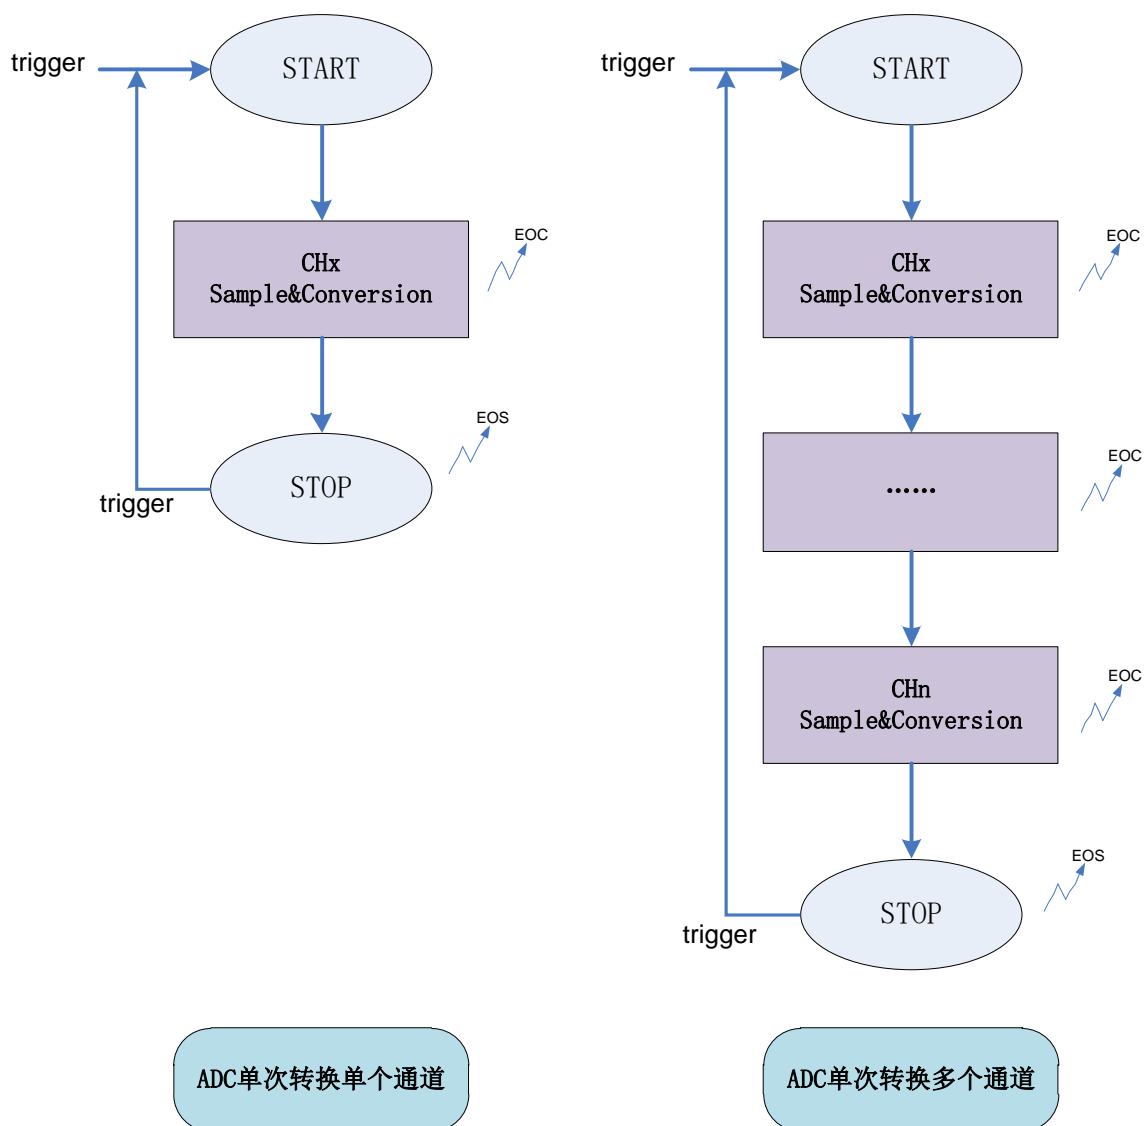 trigger
START
CHx
Sample&Conversion
EOC
STOP
EOS
trigger
ADC单次转换单个通道
trigger
START
CHx
Sample&Conversion
EOC
……
EOC
CHn
Sample&Conversion
EOC
STOP
EOS
trigger
ADC单次转换多个通道